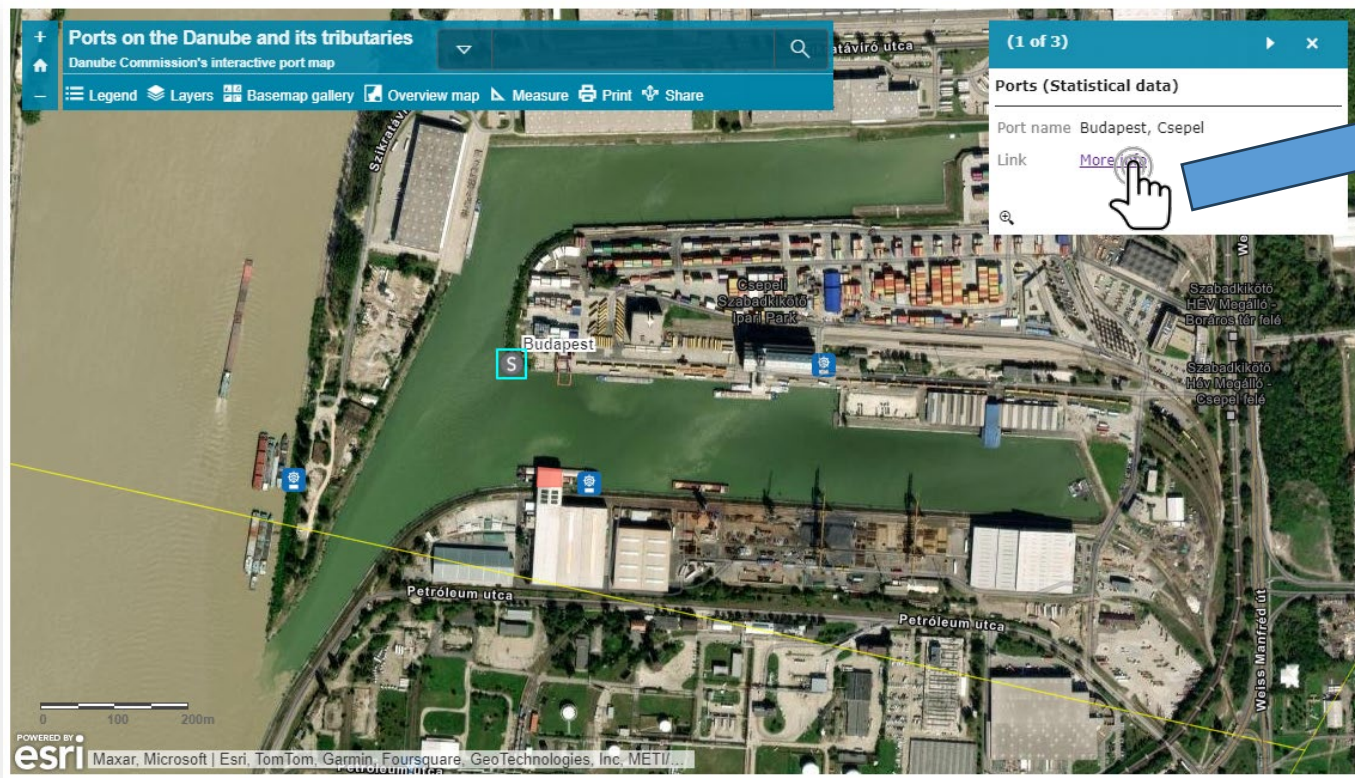 +
Ports on the Danube and its tributaries
Danube Commission's interactive port map
–
Legend Layers Basemap gallery Overview map Measure Print Share
(1 of 3)
Ports (Statistical data)
Port name Budapest, Csepel
Link More info
utca
Csepeli
Szabadkikötő
Ipari Park
Budapest
S
Szabadkikötő
HÉV Megálló -
Boráros tér felé
Szabadkikötő
Hév Megálló -
Csepel felé
Petróleum utca
Petróleum utca
Weiss Manfréd út
0 100 200m
POWERED BY
esri
Maxar, Microsoft | Esri, TomTom, Garmin, Foursquare, GeoTechnologies, Inc, METI/...
Petróleum utca